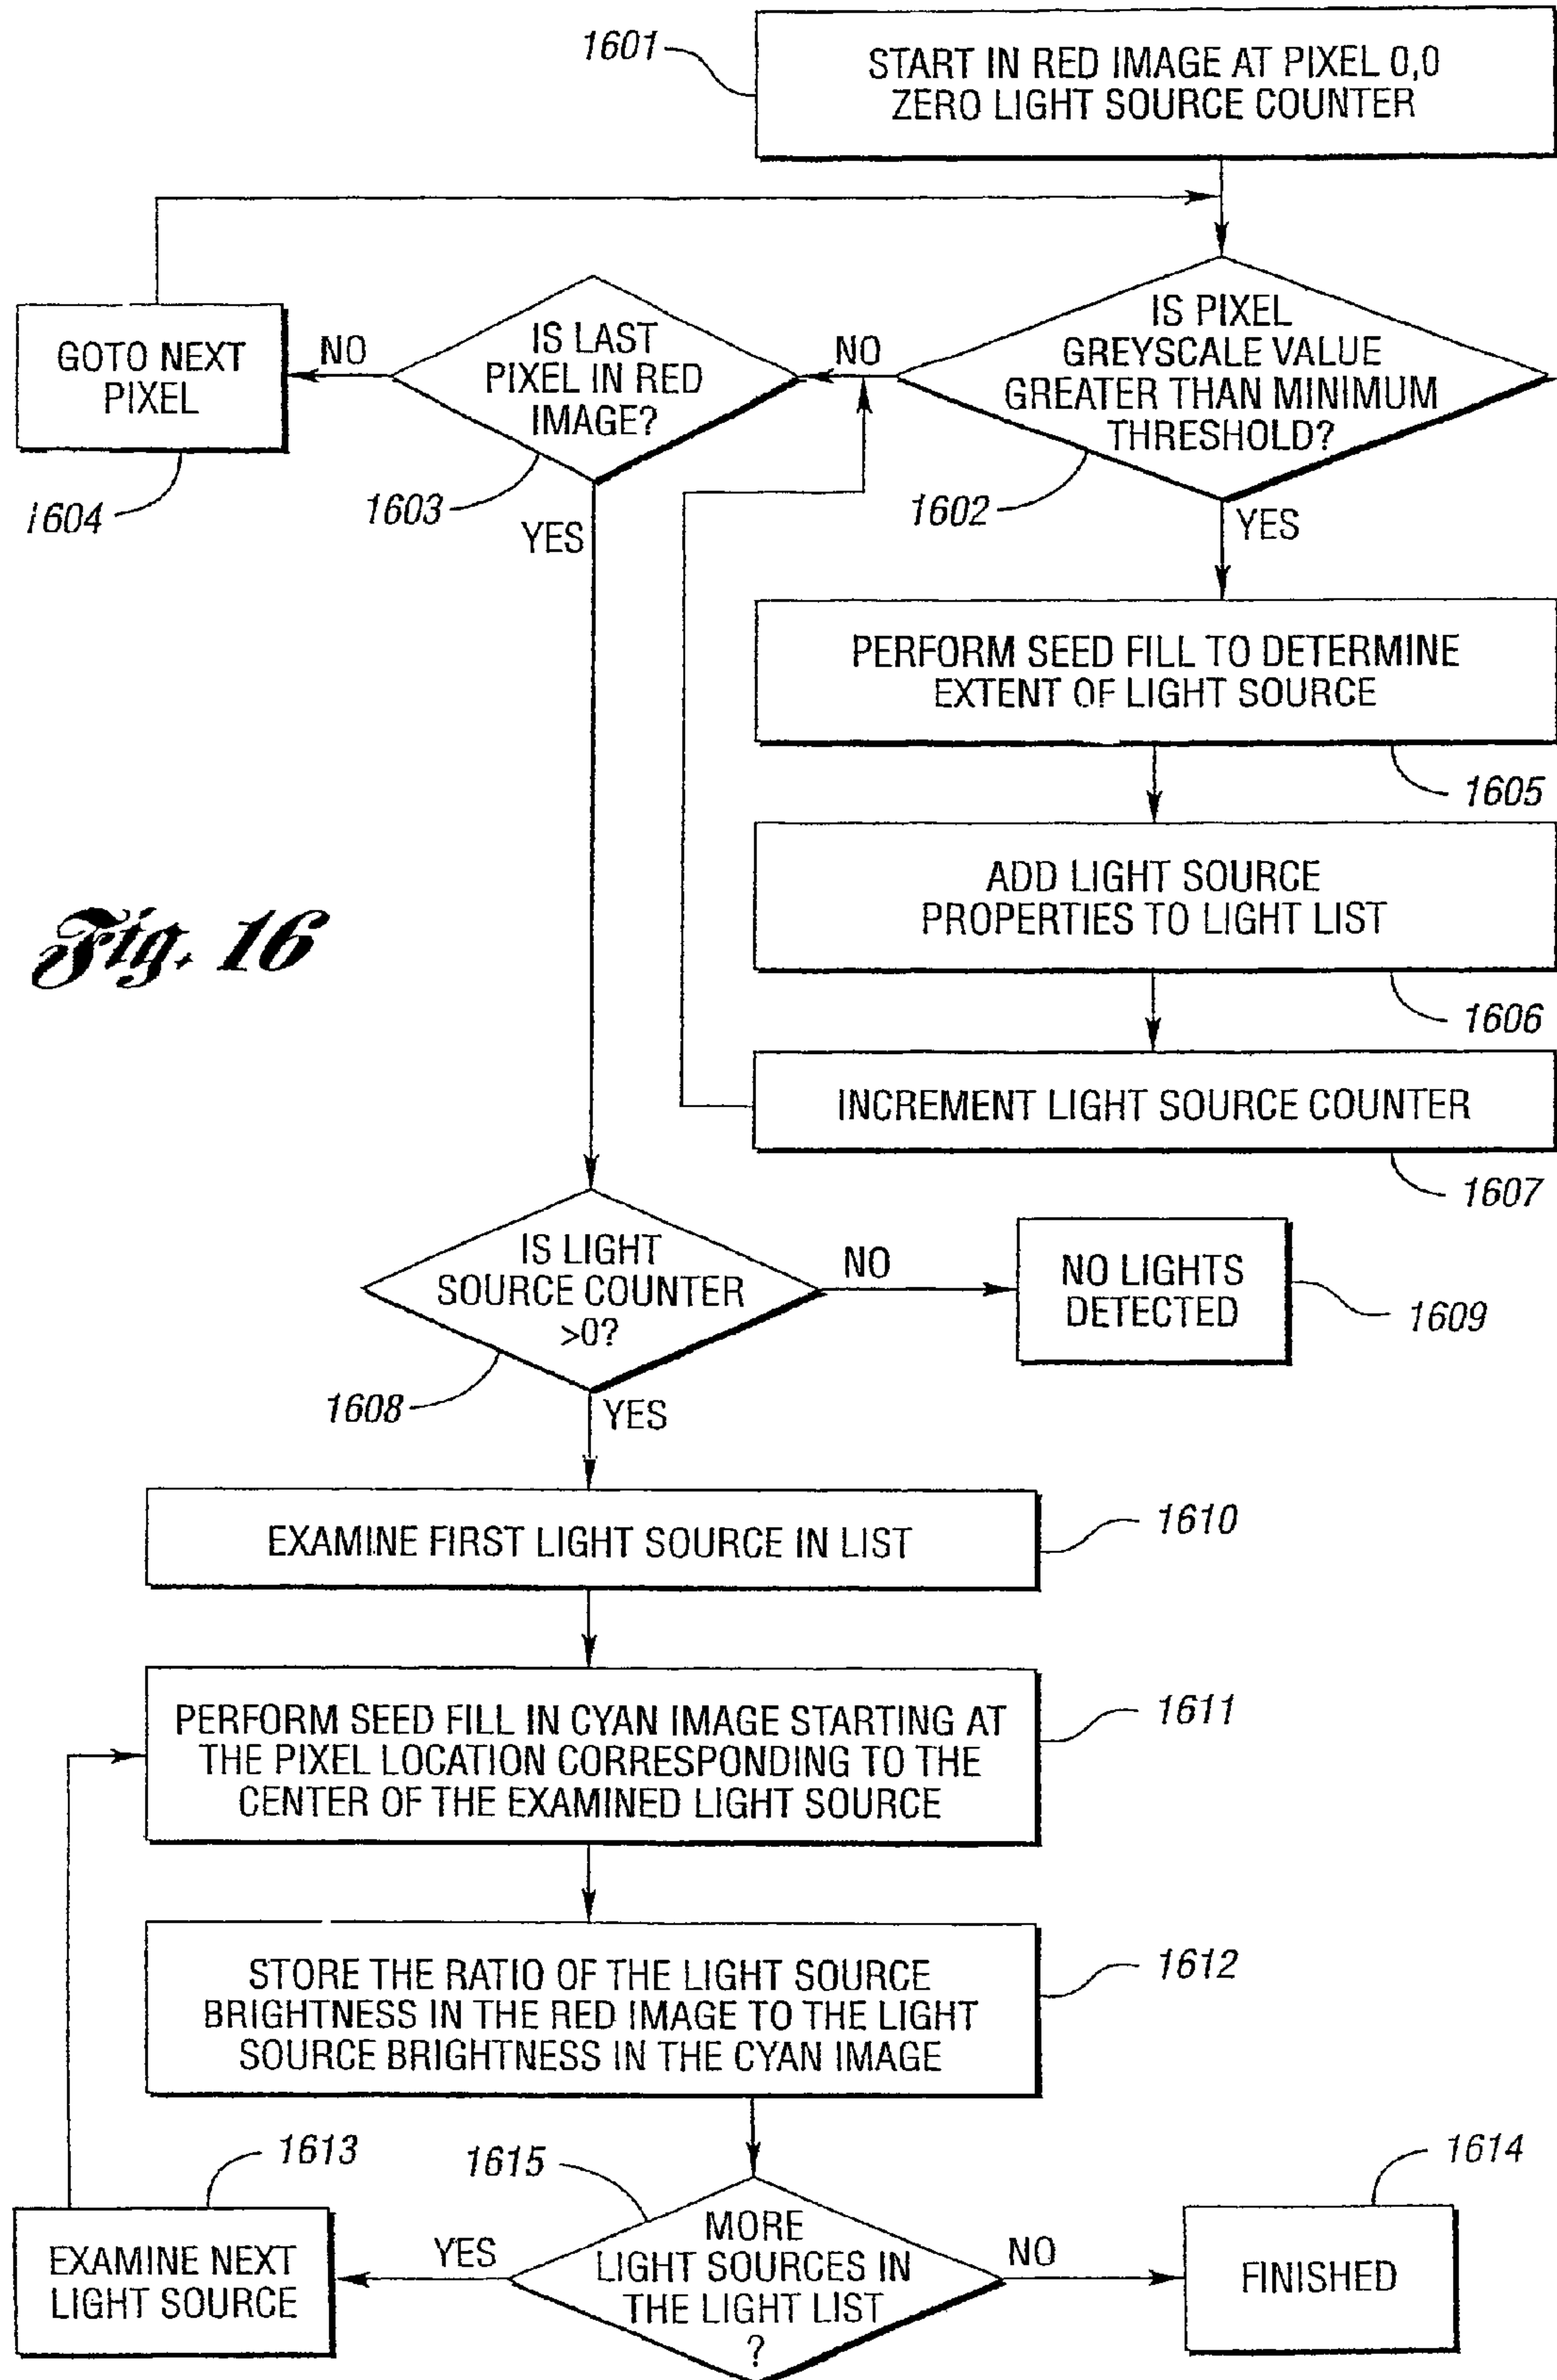 1601
START IN RED IMAGE AT PIXEL 0,0
ZERO LIGHT SOURCE COUNTER
GOTO NEXT
PIXEL
1604
NO
IS LAST
PIXEL IN RED
IMAGE?
1603
YES
NO
IS PIXEL
GREYSCALE VALUE
GREATER THAN MINIMUM
THRESHOLD?
1602
YES
PERFORM SEED FILL TO DETERMINE
EXTENT OF LIGHT SOURCE
1605
ADD LIGHT SOURCE
PROPERTIES TO LIGHT LIST
1606
Fig. 16
INCREMENT LIGHT SOURCE COUNTER
1607
IS LIGHT
SOURCE COUNTER
>0?
1608
NO
NO LIGHTS
DETECTED
1609
YES
EXAMINE FIRST LIGHT SOURCE IN LIST
1610
PERFORM SEED FILL IN CYAN IMAGE STARTING AT
THE PIXEL LOCATION CORRESPONDING TO THE
CENTER OF THE EXAMINED LIGHT SOURCE
1611
STORE THE RATIO OF THE LIGHT SOURCE
BRIGHTNESS IN THE RED IMAGE TO THE LIGHT
SOURCE BRIGHTNESS IN THE CYAN IMAGE
1612
1613
EXAMINE NEXT
LIGHT SOURCE
YES
1615
MORE
LIGHT SOURCES IN
THE LIGHT LIST
?
NO
1614
FINISHED